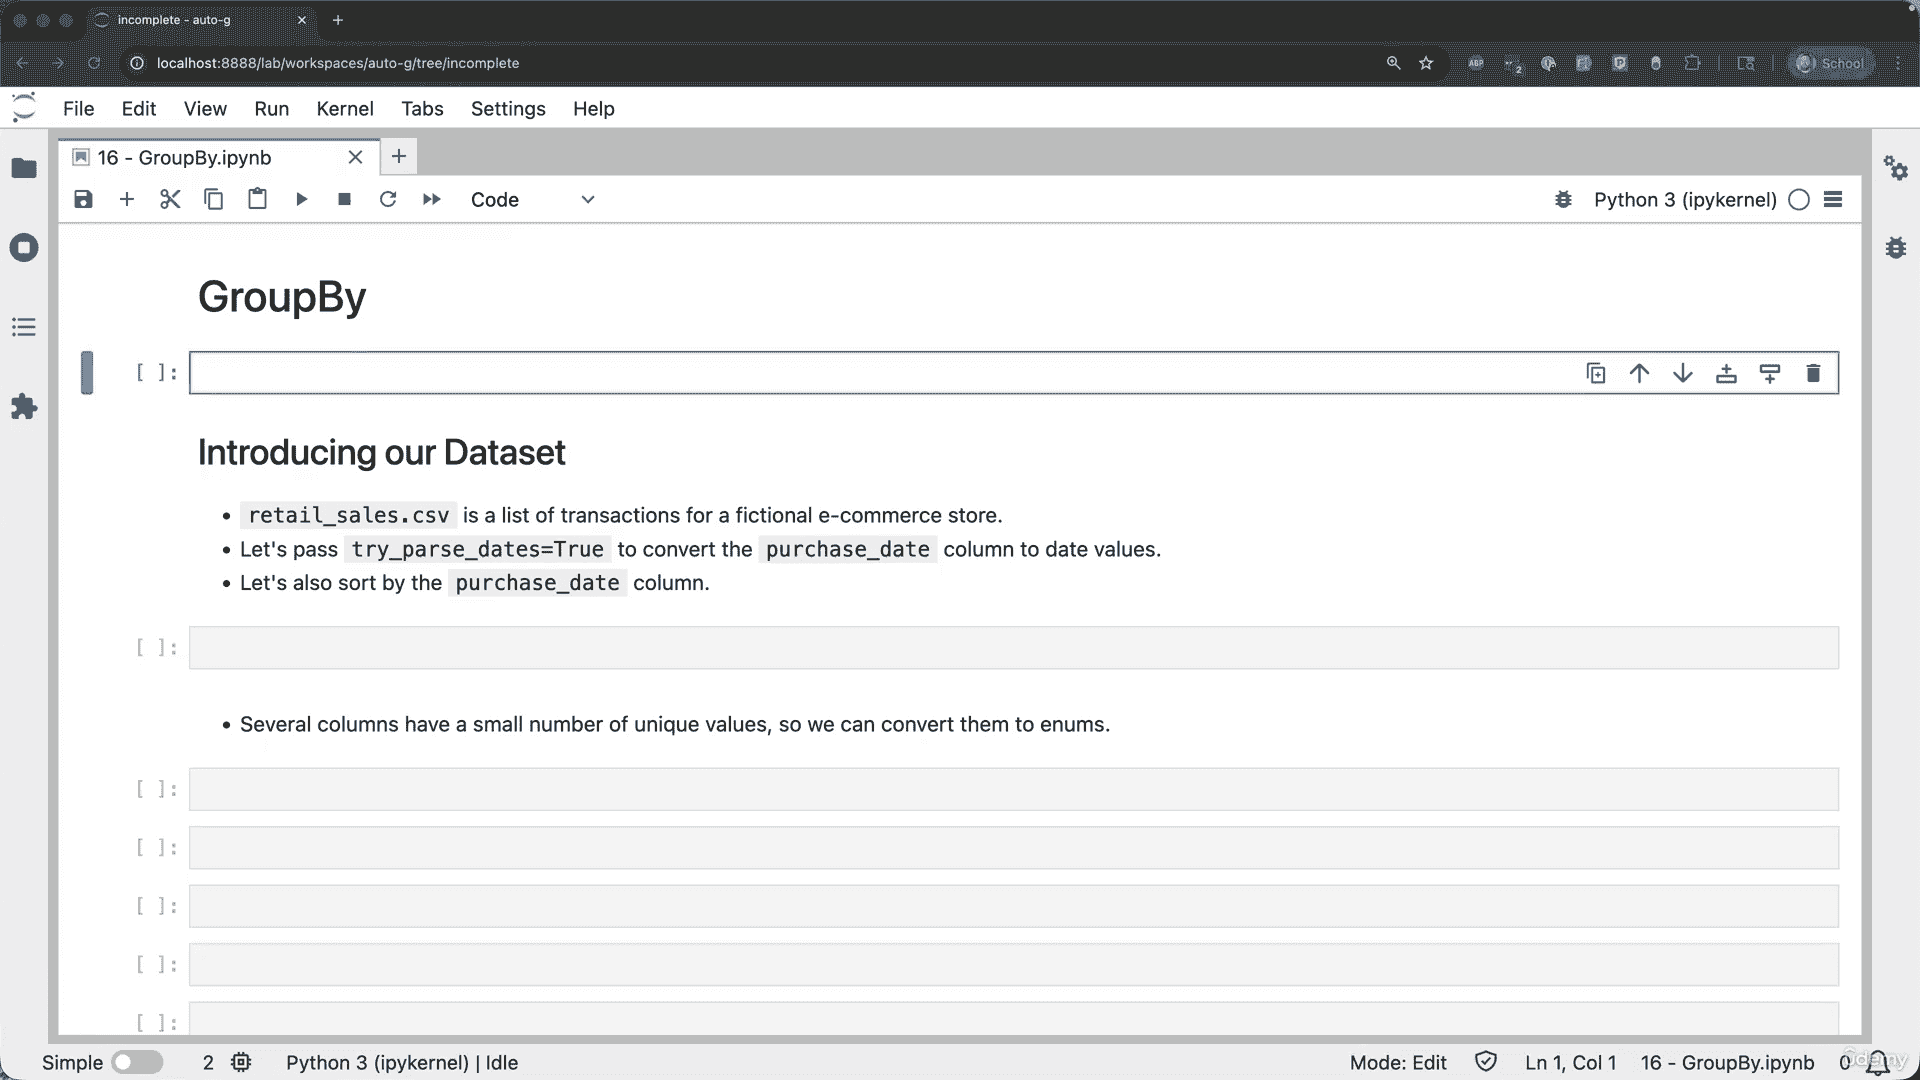 incomplete - auto-g
localhost:8888/lab/workspaces/auto-g/tree/incomplete
ABP
2
School
File Edit View Run Kernel Tabs Settings Help
16 - GroupBy.ipynb
Code
Python 3 (ipykernel)
GroupBy
[ ]:
Introducing our Dataset
• retail_sales.csv is a list of transactions for a fictional e-commerce store.
• Let's pass try_parse_dates=True to convert the purchase_date column to date values.
• Let's also sort by the purchase_date column.
[ ]:
• Several columns have a small number of unique values, so we can convert them to enums.
[ ]:
[ ]:
[ ]:
[ ]:
[ ]:
Simple 2 Python 3 (ipykernel) | Idle Mode: Edit Ln 1, Col 1 16 - GroupBy.ipynb 0
udemy